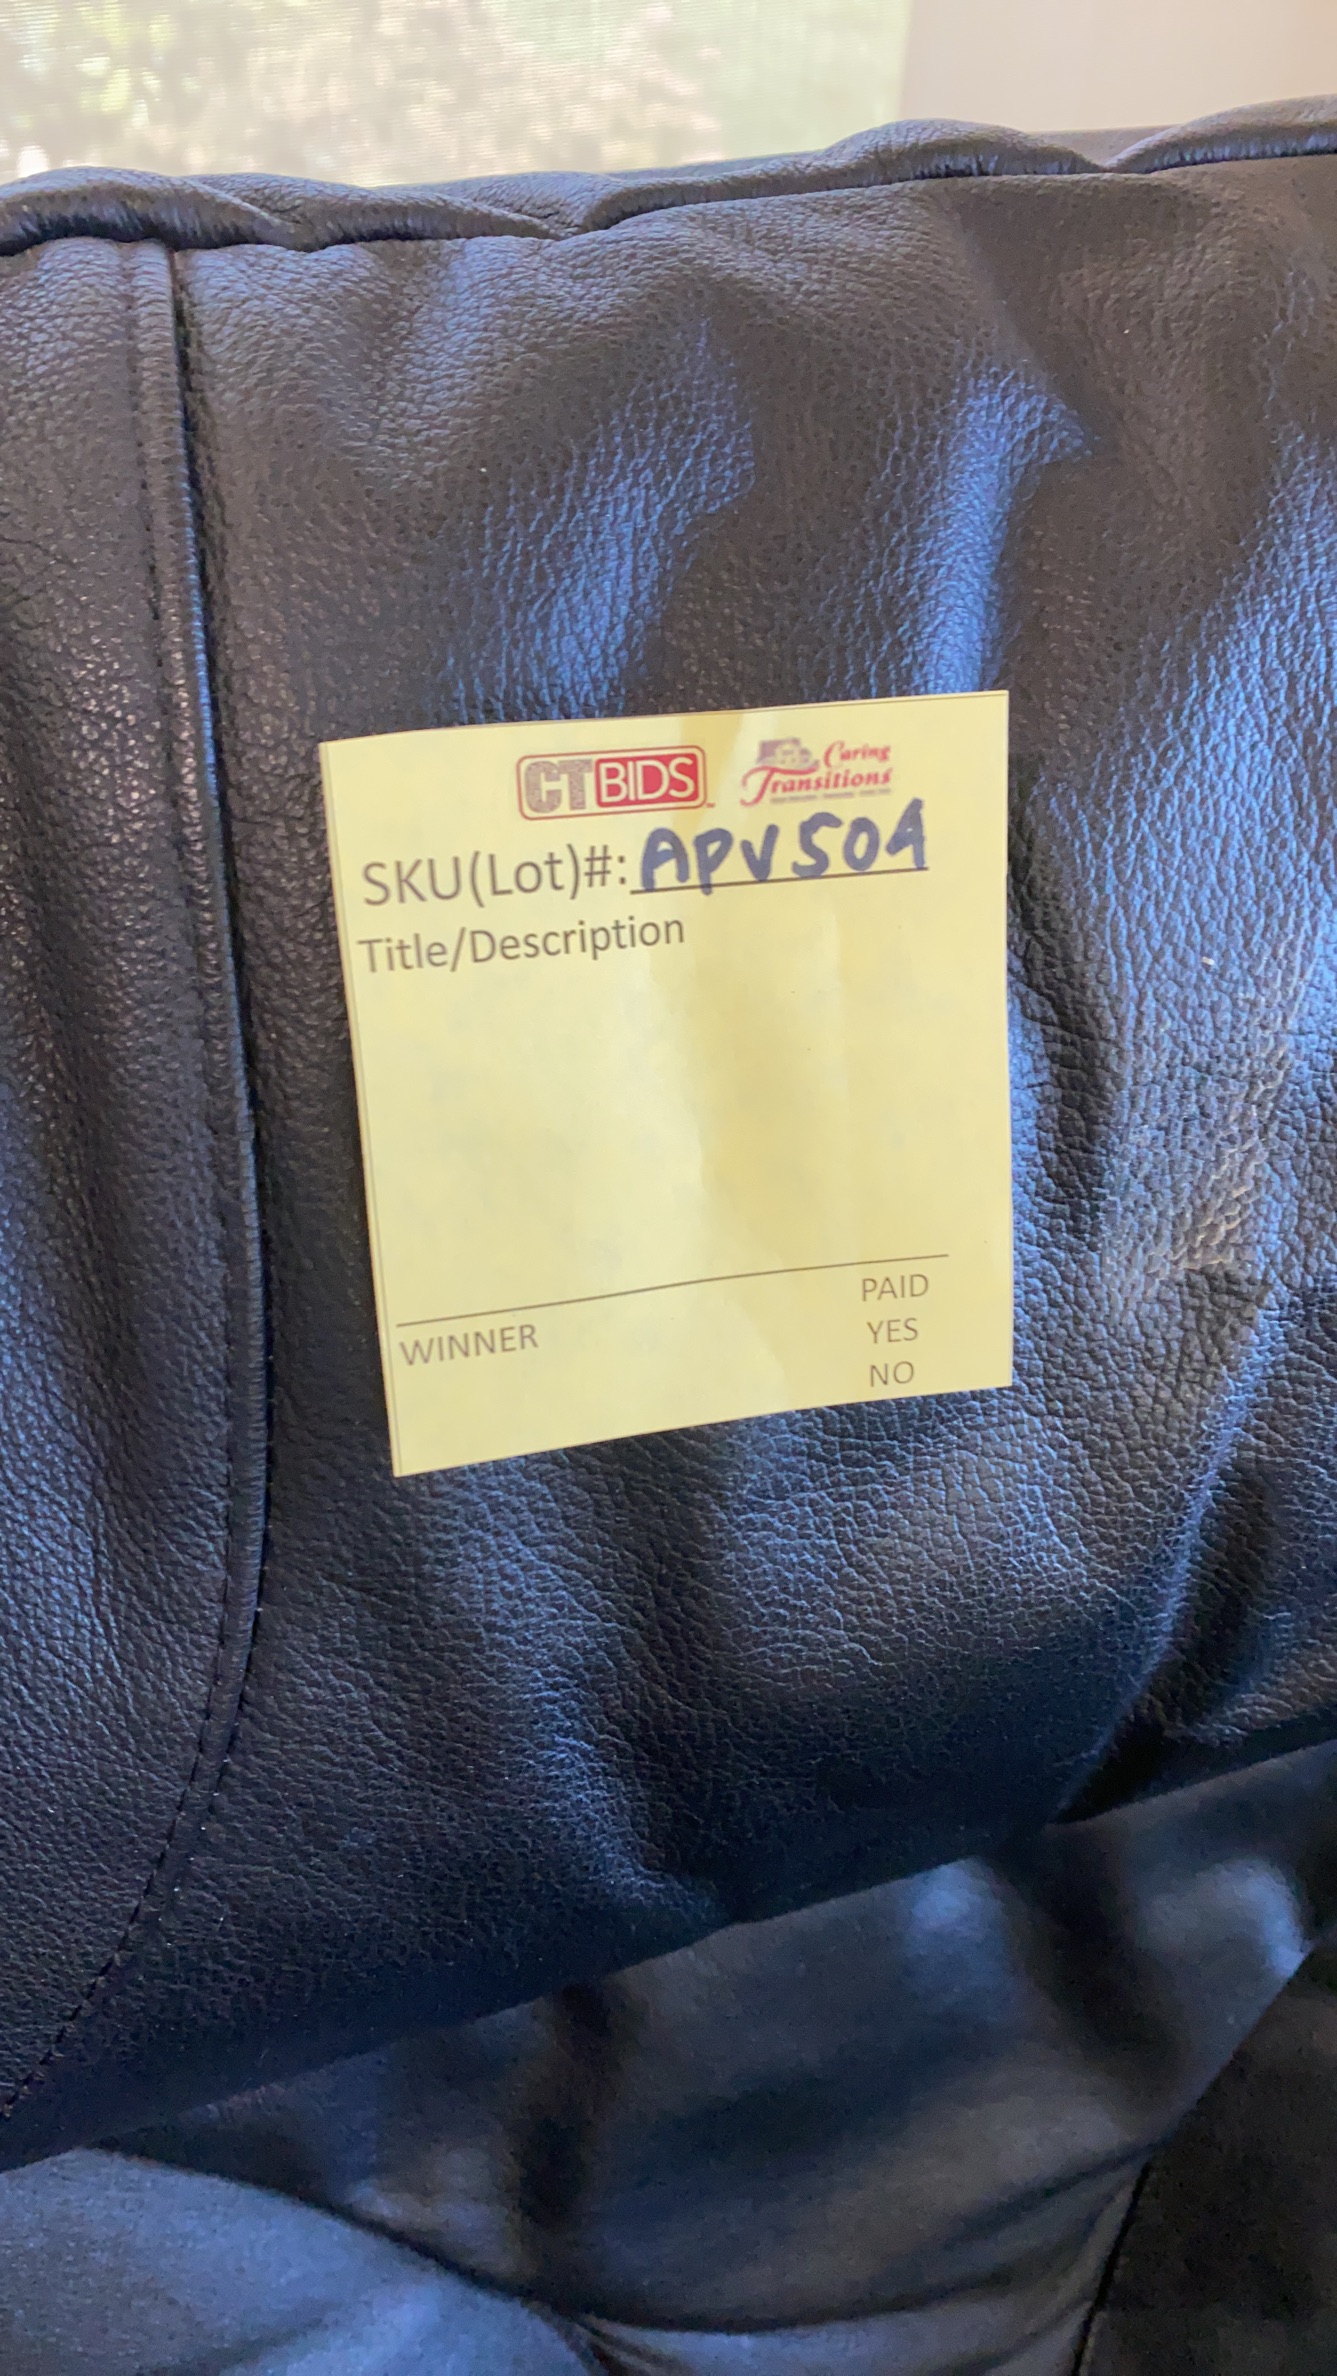 CTBIDS
Caring
Transitions
SKU(Lot)#: APV504
Title/Description
WINNER
PAID
YES
NO